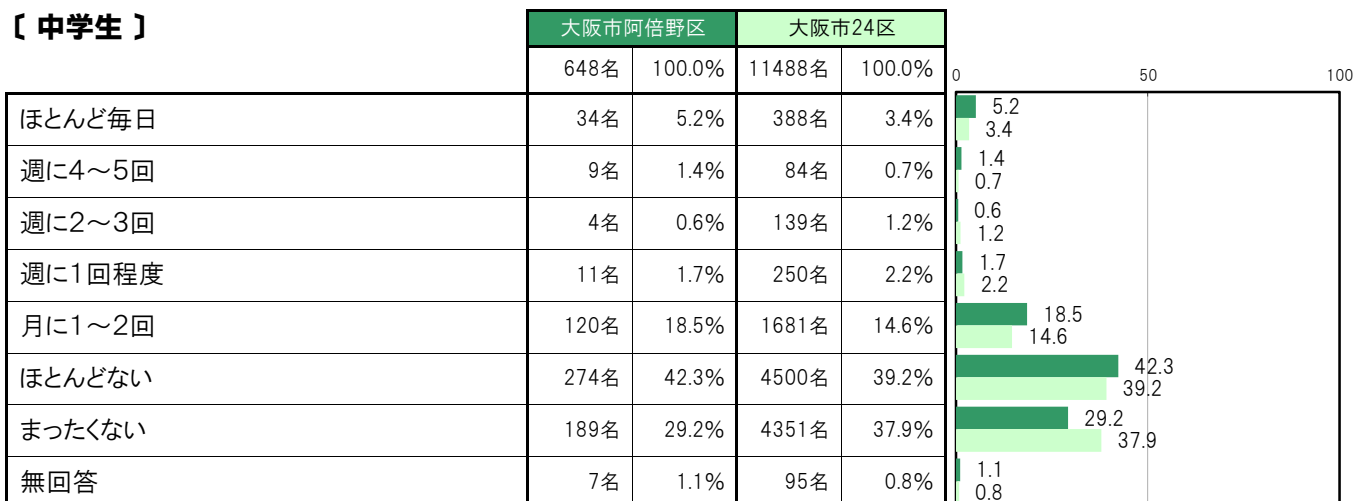 〔 中学生 〕
大阪市阿倍野区 大阪市24区
648名 100.0% 11488名 100.0% 0 50 100
ほとんど毎日 34名 5.2% 388名 3.4% 5.2
3.4
週に4～5回 9名 1.4% 84名 0.7% 1.4
0.7
週に2～3回 4名 0.6% 139名 1.2% 0.6
1.2
週に1回程度 11名 1.7% 250名 2.2% 1.7
2.2
月に1～2回 120名 18.5% 1681名 14.6% 18.5
14.6
ほとんどない 274名 42.3% 4500名 39.2% 42.3
39.2
まったくない 189名 29.2% 4351名 37.9% 29.2
37.9
無回答 7名 1.1% 95名 0.8% 1.1
0.8